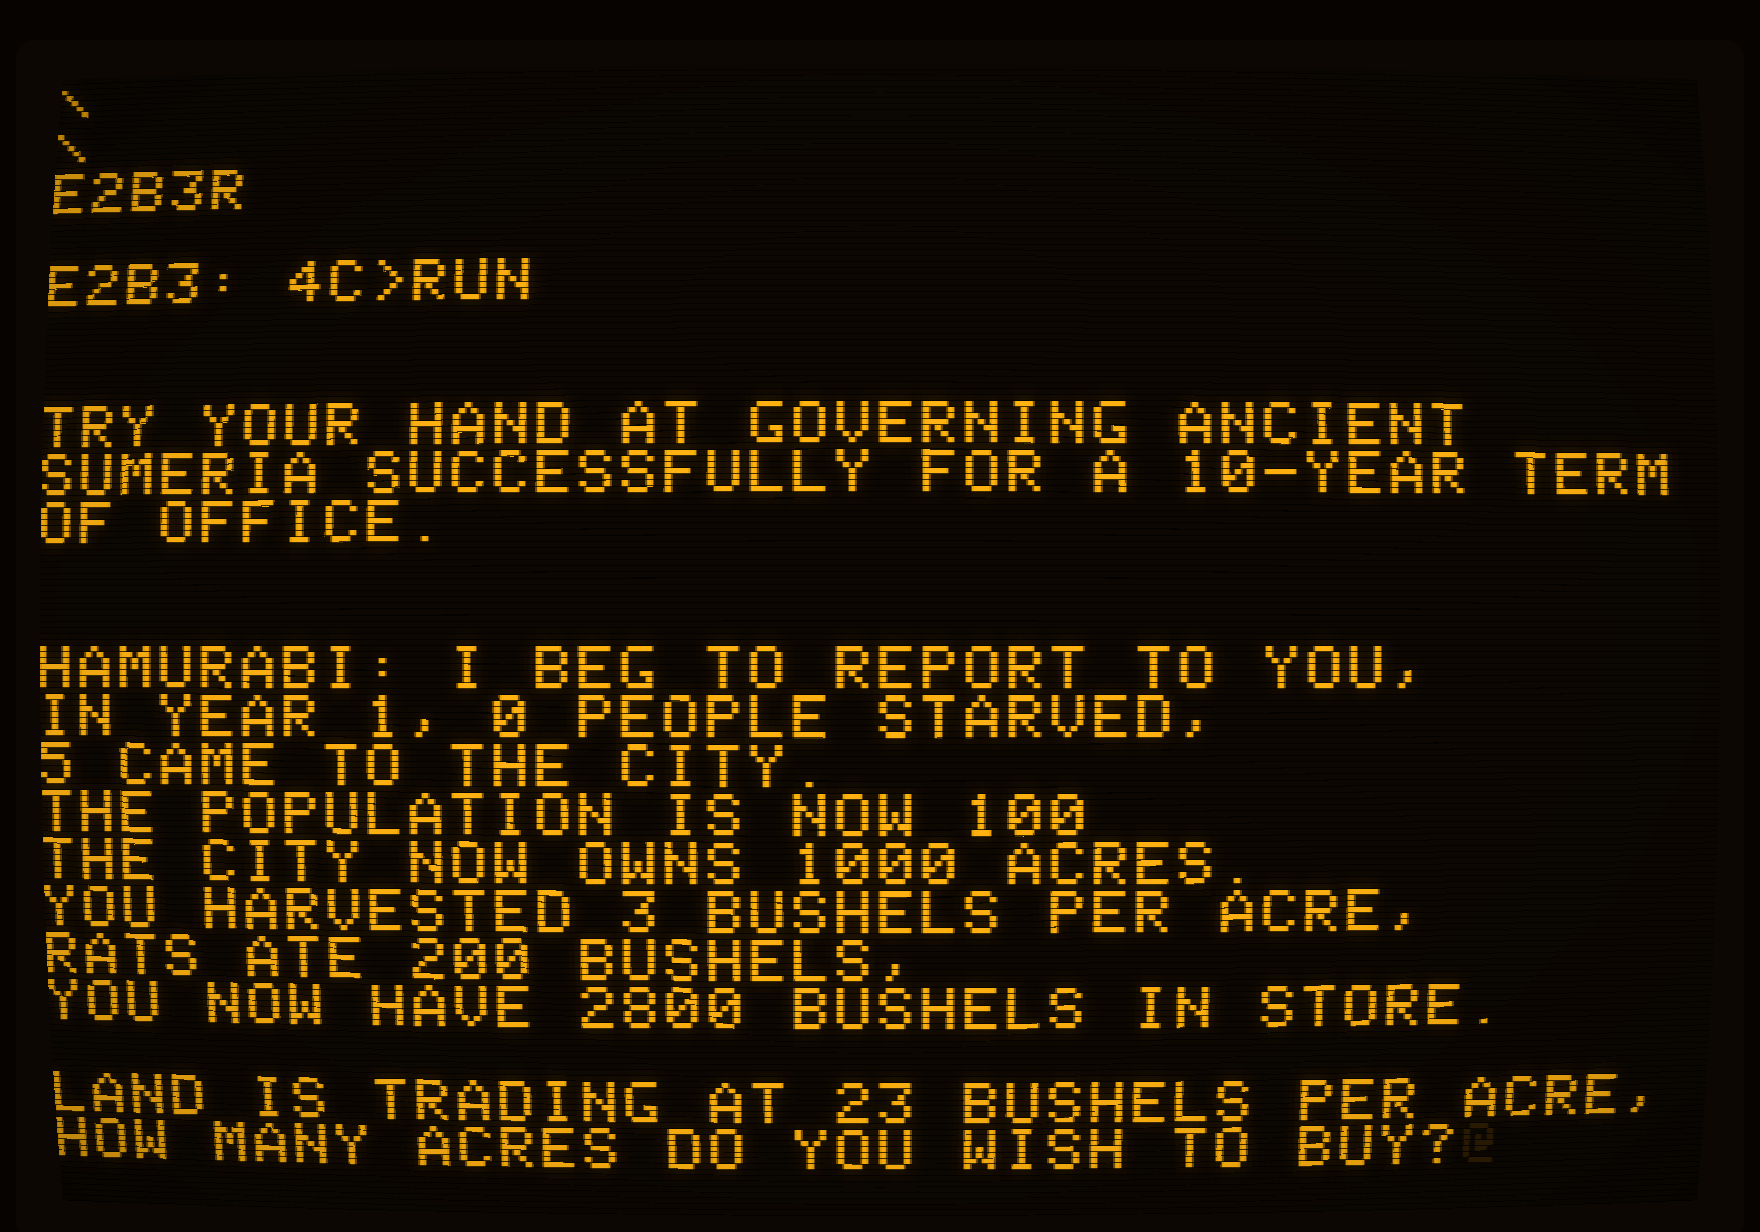 \
\
E2B3R
E2B3: 4C>RUN
TRY YOUR HAND AT GOVERNING ANCIENT
SUMERIA SUCCESSFULLY FOR A 10-YEAR TERM
OF OFFICE.
HAMURABI: I BEG TO REPORT TO YOU,
IN YEAR 1, 0 PEOPLE STARVED,
5 CAME TO THE CITY.
THE POPULATION IS NOW 100
THE CITY NOW OWNS 1000 ACRES.
YOU HARVESTED 3 BUSHELS PER ACRE,
RATS ATE 200 BUSHELS,
YOU NOW HAVE 2800 BUSHELS IN STORE.
LAND IS TRADING AT 23 BUSHELS PER ACRE,
HOW MANY ACRES DO YOU WISH TO BUY?@